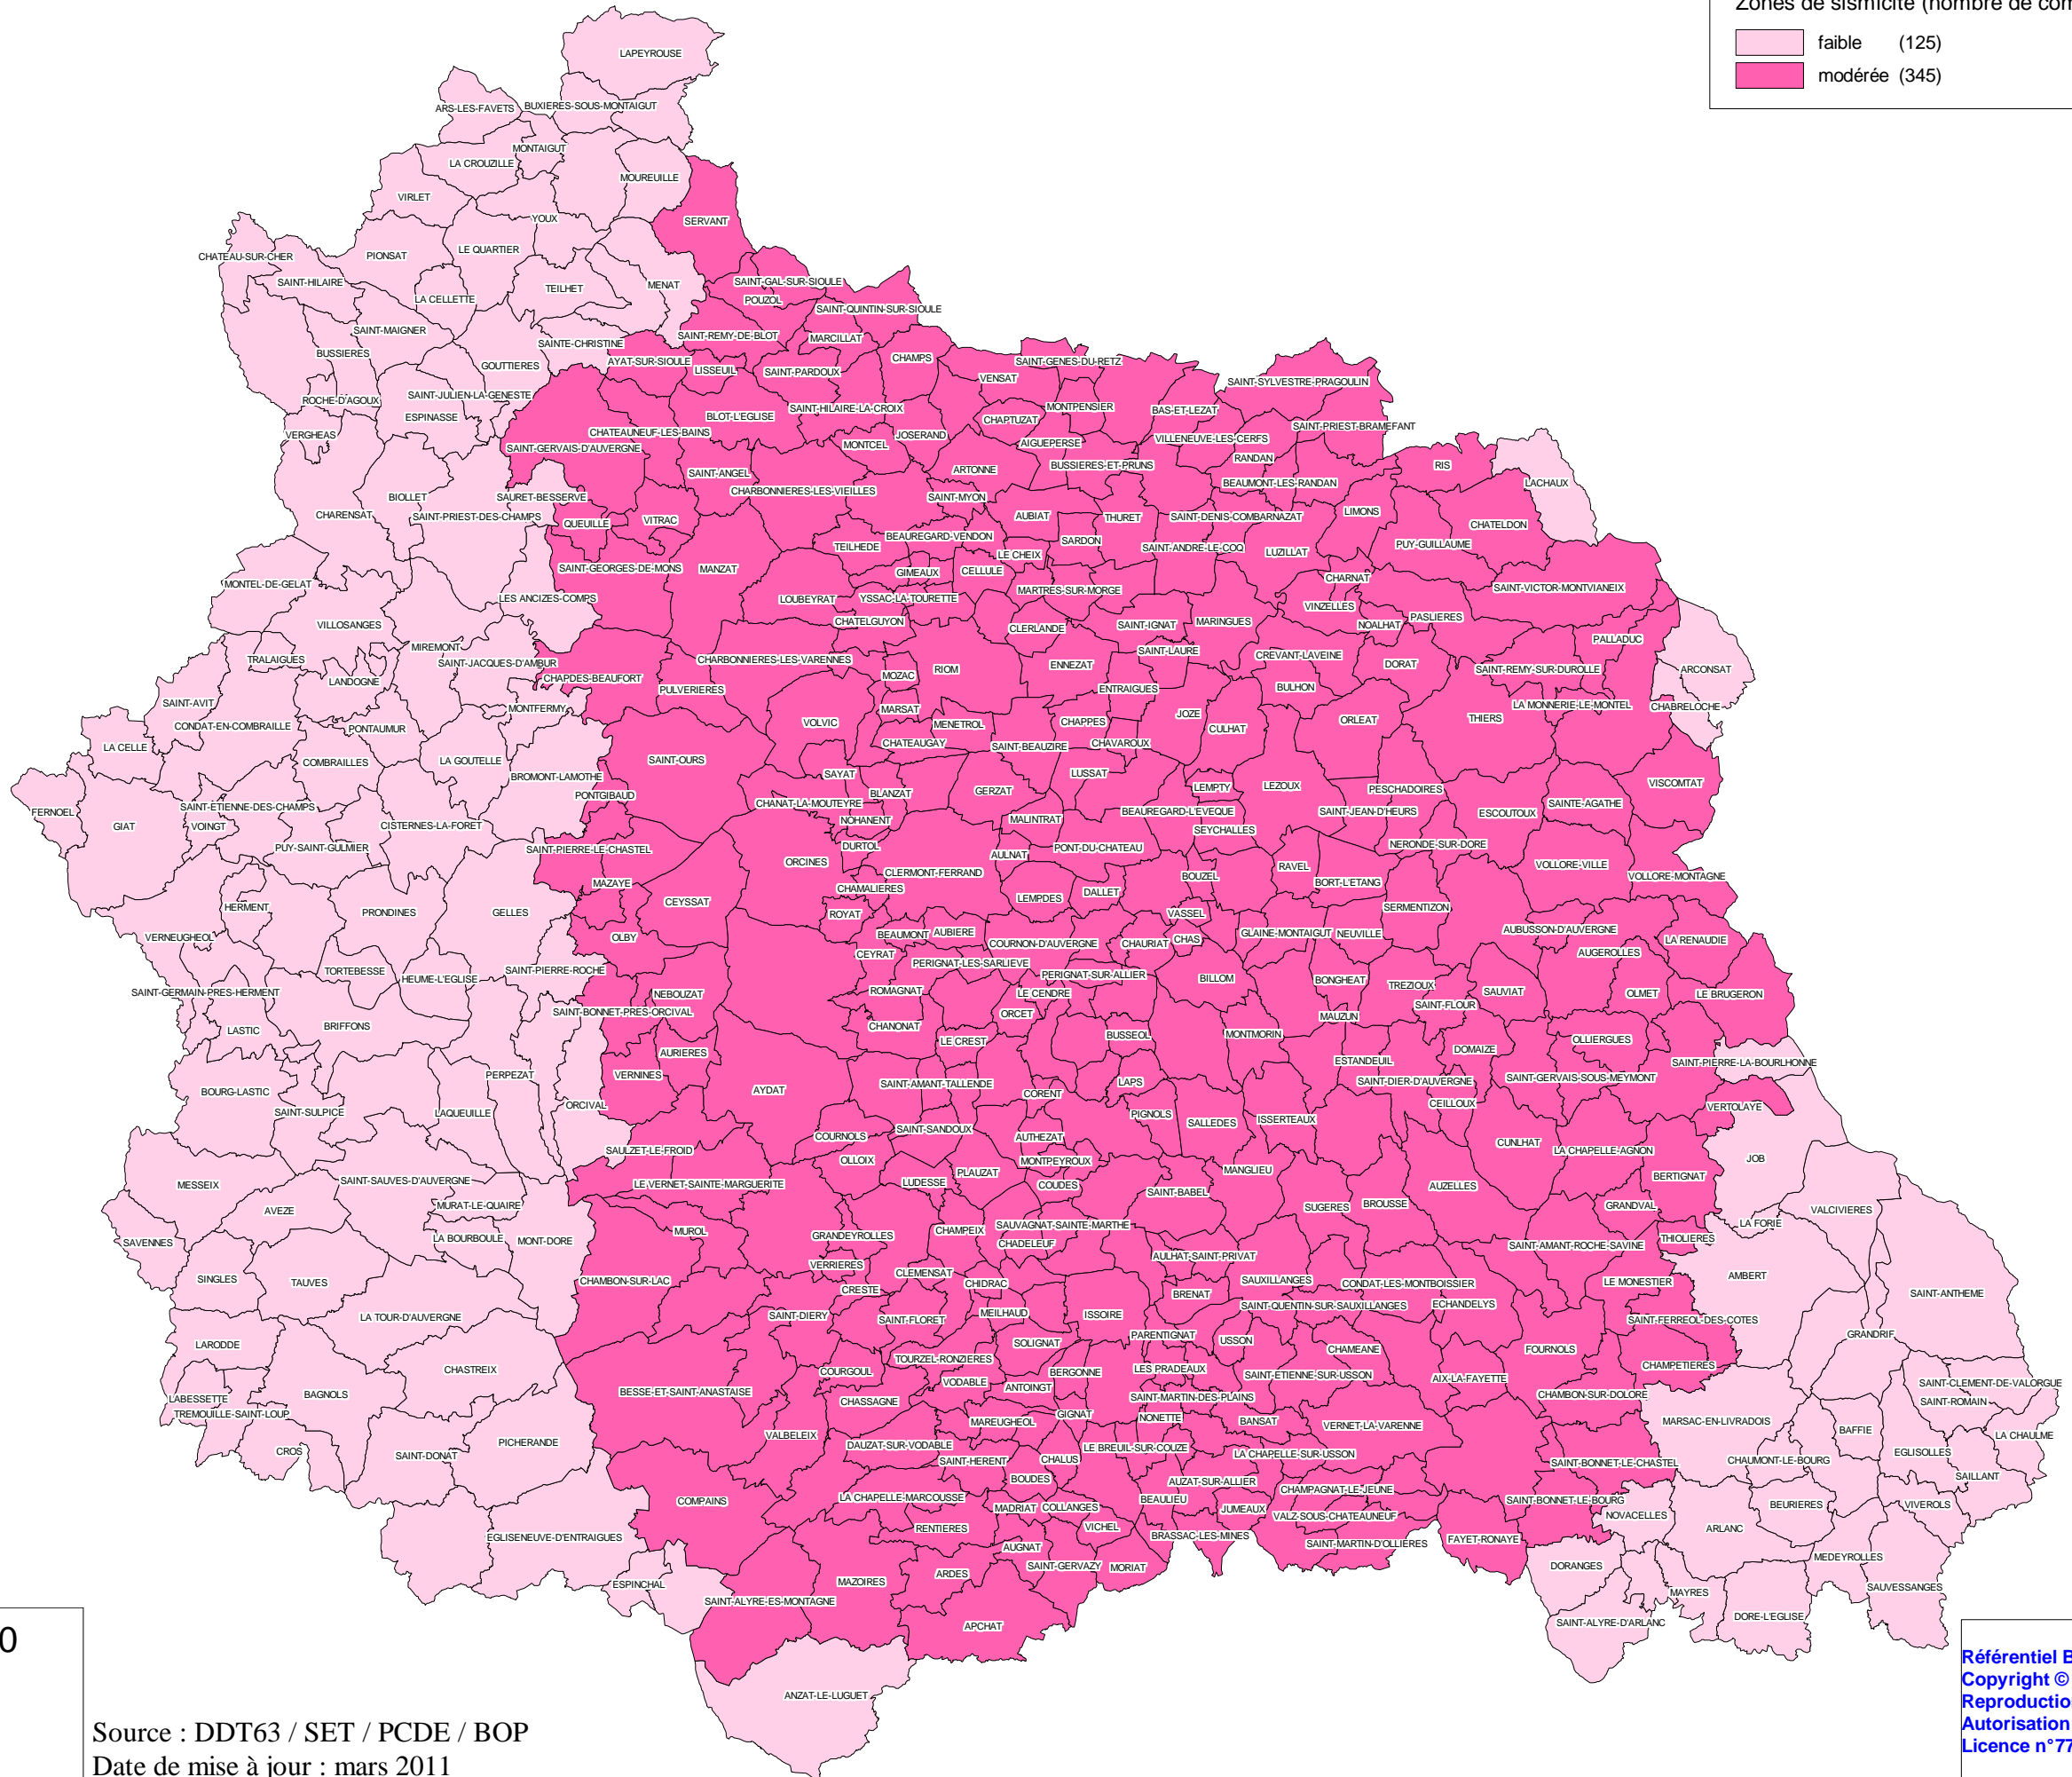 Zones de sismicité (nombre de com
faible (125)
modérée (345)
LAPEYROUSE
ARS-LES-FAVETS
BUXIERES-SOUS-MONTAIGUT
MONTAIGUT
LA CROUZILLE
MOUREUILLE
VIRLET
YOUX
SERVANT
LE QUARTIER
PIONSAT
CHATEAU-SUR-CHER
SAINT-HILAIRE
TEILHET
MENAT
SAINT-GAL-SUR-SIOULE
LA CELLETTE
POUZOL
SAINT-QUINTIN-SUR-SIOULE
SAINT-MAIGNER
SAINT-REMY-DE-BLOT
MARCILLAT
SAINTE-CHRISTINE
BUSSIERES
AYAT-SUR-SIOULE
CHAMPS
SAINT-GENES-DU-RETZ
GOUTTIERES
LISSEUIL
SAINT-PARDOUX
VENSAT
SAINT-SYLVESTRE-PRAGOULIN
SAINT-JULIEN-LA-GENESTE
ROCHE-D'AGOUX
SAINT-HILAIRE-LA-CROIX
MONTPENSIER
BAS-ET-LEZAT
ESPINASSE
BLOT-L'EGLISE
CHAPTUZAT
SAINT-PRIEST-BRAMEFANT
VERGHEAS
CHATEAUNEUF-LES-BAINS
JOSERAND
VILLENEUVE-LES-CERFS
SAINT-GERVAIS-D'AUVERGNE
MONTCEL
AIGUEPERSE
RANDAN
SAINT-ANGEL
ARTONNE
BUSSIERES-ET-PRUNS
RIS
BEAUMONT-LES-RANDAN
LACHAUX
BIOLLET
SAURET-BESSERVE
CHARBONNIERES-LES-VIEILLES
SAINT-MYON
CHARENSAT
SAINT-PRIEST-DES-CHAMPS
QUEUILLE
VITRAC
AUBIAT
THURET
SAINT-DENIS-COMBARNAZAT
LIMONS
CHATELDON
BEAUREGARD-VENDON
SARDON
TEILHEDE
LE CHEIX
SAINT-ANDRE-LE-COQ
LUZILLAT
PUY-GUILLAUME
SAINT-GEORGES-DE-MONS
MANZAT
GIMEAUX
CELLULE
CHARNAT
MONTEL-DE-GELAT
MARTRES-SUR-MORGE
SAINT-VICTOR-MONTVIANEIX
LES ANCIZES-COMPS
LOUBEYRAT
YSSAC-LA-TOURETTE
VINZELLES
VILLOSANGES
CHATELGUYON
CLERLANDE
SAINT-IGNAT
MARINGUES
NOALHAT
PASLIERES
MIREMONT
PALLADUC
TRALAIGUES
SAINT-JACQUES-D'AMBUR
CHARBONNIERES-LES-VARENNES
SAINT-LAURE
CREVANT-LAVEINE
LANDOGNE
CHAPDES-BEAUFORT
MOZAC
RIOM
ENNEZAT
DORAT
SAINT-REMY-SUR-DUROLLE
ARCONSAT
PULVERIERES
ENTRAIGUES
BULHON
SAINT-AVIT
MONTFERMY
MARSAT
LA MONNERIE-LE-MONTEL
CHABRELOCHE
CONDAT-EN-COMBRAILLE
PONTAUMUR
VOLVIC
MENETROL
CHAPPES
JOZE
CULHAT
ORLEAT
THIERS
LA CELLE
CHATEAUGAY
SAINT-BEAUZIRE
CHAVAROUX
COMBRAILLES
LA GOUTELLE
SAINT-OURS
BROMONT-LAMOTHE
SAYAT
LUSSAT
VISCOMTAT
PONTGIBAUD
BLANZAT
GERZAT
LEMPTY
LEZOUX
PESCHADOIRES
FERNOEL
SAINT-ETIENNE-DES-CHAMPS
CHANAT-LA-MOUTEYRE
BEAUREGARD-L'EVEQUE
SAINT-JEAN-D'HEURS
ESCOUTOUX
SAINTE-AGATHE
GIAT
VOINGT
CISTERNES-LA-FORET
NOHANENT
MALINTRAT
SEYCHALLES
PUY-SAINT-GULMIER
SAINT-PIERRE-LE-CHASTEL
DURTOL
AULNAT
PONT-DU-CHATEAU
NERONDE-SUR-DORE
ORCINES
CLERMONT-FERRAND
RAVEL
VOLLORE-VILLE
MAZAYE
CHAMALIERES
BOUZEL
BORT-L'ETANG
VOLLORE-MONTAGNE
HERMENT
PRONDINES
GELLES
CEYSSAT
ROYAT
LEMPDES
DALLET
SERMENTIZON
VASSEL
VERNEUGHEOL
OLBY
BEAUMONT
AUBIERE
COURNON-D'AUVERGNE
CHAURIAT
CHAS
GLAINE-MONTAIGUT
NEUVILLE
AUBUSSON-D'AUVERGNE
LA RENAUDIE
CEYRAT
PERIGNAT-LES-SARLIEVE
AUGEROLLES
TORTEBESSE
HEUME-L'EGLISE
SAINT-PIERRE-ROCHE
PERIGNAT-SUR-ALLIER
BILLOM
BONGHEAT
TREZIOUX
SAINT-GERMAIN-PRES-HERMENT
NEBOUZAT
ROMAGNAT
LE CENDRE
SAUVIAT
OLMET
LE BRUGERON
SAINT-BONNET-PRES-ORCIVAL
ORCET
SAINT-FLOUR
LASTIC
BRIFFONS
CHANONAT
MAUZUN
LE CREST
BUSSEOL
MONTMORIN
OLLIERGUES
AURIERES
DOMAIZE
SAINT-PIERRE-LA-BOURLHONNE
PERPEZAT
VERNINES
ESTANDEUIL
BOURG-LASTIC
AYDAT
SAINT-AMANT-TALLENDE
LAPS
SAINT-DIER-D'AUVERGNE
SAINT-GERVAIS-SOUS-MEYMONT
SAINT-SULPICE
LAQUEUILLE
ORCIVAL
CORENT
CEILLOUX
VERTOLAYE
PIGNOLS
SALLEDES
ISSERTEAUX
COURNOLS
SAINT-SANDOUX
AUTHEZAT
CUNLHAT
SAULZET-LE-FROID
LA CHAPELLE-AGNON
OLLOIX
PLAUZAT
MONTPEYROUX
MANGLIEU
JOB
MESSEIX
SAINT-SAUVES-D'AUVERGNE
LE VERNET-SAINTE-MARGUERITE
LUDESSE
COUDES
SAINT-BABEL
AUZELLES
BERTIGNAT
AVEZE
MURAT-LE-QUAIRE
SUGERES
BROUSSE
GRANDVAL
VALCIVIERES
SAVENNES
LA BOURBOULE
MONT-DORE
MUROL
GRANDEYROLLES
CHAMPEIX
SAUVAGNAT-SAINTE-MARTHE
LA FORIE
CHADELEUF
SAINT-AMANT-ROCHE-SAVINE
THIOLIERES
SINGLES
TAUVES
CHAMBON-SUR-LAC
VERRIERES
CLEMENSAT
AULHAT-SAINT-PRIVAT
AMBERT
CRESTE
CHIDRAC
SAUXILLANGES
CONDAT-LES-MONTBOISSIER
LE MONESTIER
BRENAT
SAINT-ANTHEME
LA TOUR-D'AUVERGNE
SAINT-DIERY
SAINT-FLORET
MEILHAUD
ISSOIRE
SAINT-QUENTIN-SUR-SAUXILLANGES
ECHANDELYS
SAINT-FERREOL-DES-COTES
LARODDE
SOLIGNAT
PARENTIGNAT
USSON
CHAMEANE
FOURNOLS
GRANDRIF
CHASTREIX
TOURZEL-RONZIERES
LES PRADEAUX
CHAMPETIERES
COURGOUL
BERGONNE
SAINT-ETIENNE-SUR-USSON
AIX-LA-FAYETTE
LABESSETTE
BAGNOLS
BESSE-ET-SAINT-ANASTAISE
VODABLE
ANTOINGT
SAINT-CLEMENT-DE-VALORGUE
TREMOUILLE-SAINT-LOUP
CHASSAGNE
SAINT-MARTIN-DES-PLAINS
CHAMBON-SUR-DOLORE
SAINT-ROMAIN
GIGNAT
NONETTE
BANSAT
VERNET-LA-VARENNE
MARSAC-EN-LIVRADOIS
MAREUGHEOL
BAFFIE
LA CHAULME
CROS
SAINT-DONAT
PICHERANDE
VALBELEIX
DAUZAT-SUR-VODABLE
LE BREUIL-SUR-COUZE
EGLISOLLES
SAINT-HERENT
CHALUS
LA CHAPELLE-SUR-USSON
SAINT-BONNET-LE-CHASTEL
CHAUMONT-LE-BOURG
SAILLANT
BOUDES
AUZAT-SUR-ALLIER
COMPAINS
LA CHAPELLE-MARCOUSSE
CHAMPAGNAT-LE-JEUNE
MADRIAT
COLLANGES
BEAULIEU
JUMEAUX
SAINT-BONNET-LE-BOURG
BEURIERES
VIVEROLS
VALZ-SOUS-CHATEAUNEUF
NOVACELLES
EGLISENEUVE-D'ENTRAIGUES
RENTIERES
VICHEL
BRASSAC-LES-MINES
FAYET-RONAYE
ARLANC
AUGNAT
SAINT-MARTIN-D'OLLIERES
MEDEYROLLES
ESPINCHAL
MAZOIRES
ARDES
SAINT-GERVAZY
MORIAT
DORANGES
SAUVESSANGES
SAINT-ALYRE-ES-MONTAGNE
MAYRES
APCHAT
SAINT-ALYRE-D'ARLANC
DORE-L'EGLISE
ANZAT-LE-LUGUET
0
Source : DDT63 / SET / PCDE / BOP
Date de mise à jour : mars 2011
Référentiel B
Copyright ©
Reproductio
Autorisation
Licence n°77